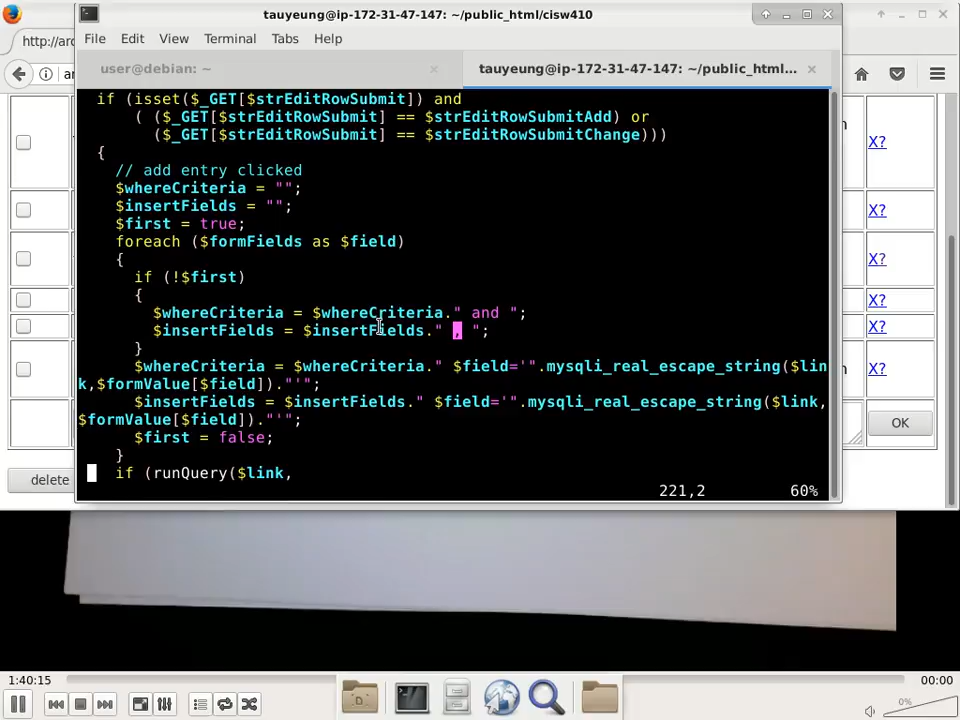 tauyeung@ip-172-31-47-147: ~/public_html/cisw410
File Edit View Terminal Tabs Help
http://arc
user@debian: ~
tauyeung@ip-172-31-47-147: ~/public_html...
if (isset($_GET[$strEditRowSubmit]) and
( ($_GET[$strEditRowSubmit] == $strEditRowSubmitAdd) or
($_GET[$strEditRowSubmit] == $strEditRowSubmitChange)))
{
// add entry clicked
$whereCriteria = "";
$insertFields = "";
$first = true;
foreach ($formFields as $field)
{
if (!$first)
{
$whereCriteria = $whereCriteria." and ";
$insertFields = $insertFields." , ";
}
$whereCriteria = $whereCriteria." $field='".mysqli_real_escape_string($lin
k,$formValue[$field])."'";
$insertFields = $insertFields." $field='".mysqli_real_escape_string($link,
$formValue[$field])."'";
$first = false;
}
if (runQuery($link,
221,2 60%
X?
X?
X?
X?
X?
X?
OK
delete
1:40:15
00:00
0%